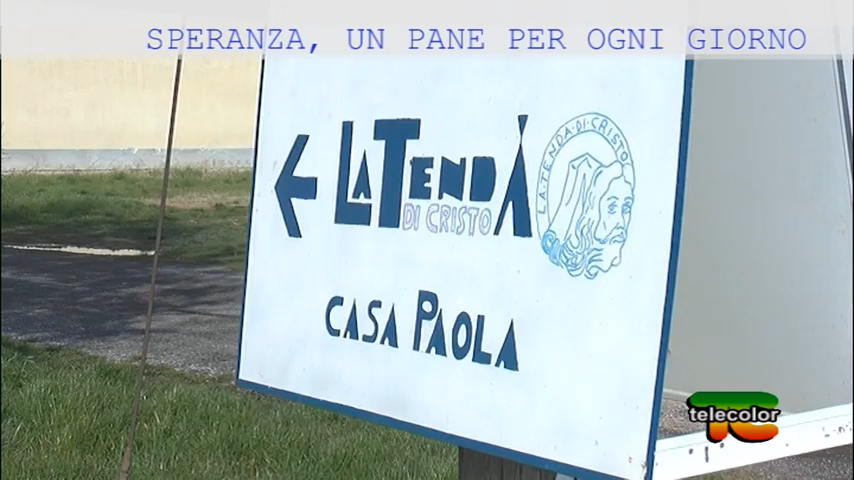 SPERANZA, UN PANE PER OGNI GIORNO
LA TENDA
DI CRISTO
LA·TENDA·DI·CRISTO
CASA PAOLA
telecolor